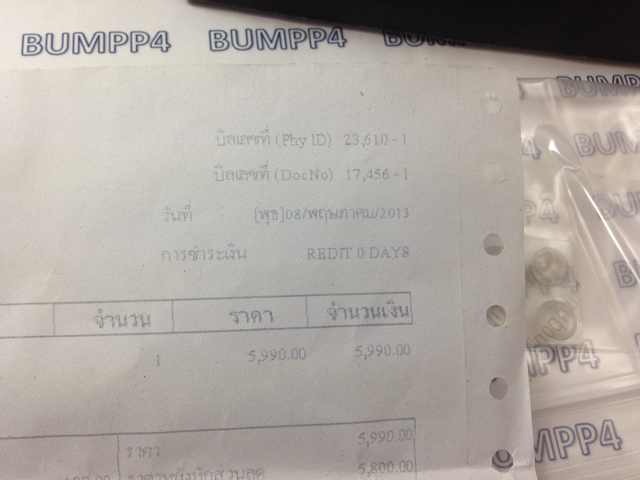 BUMPP4 BUMPP4
บิลเลขที่ (Phy ID) 23,610-1
บิลเลขที่ (DocNo) 17,456-1
วันที่ [พุธ]08/พฤษภาคม/2013
การชำระเงิน REDIT 0 DAYS
จำนวน ราคา จำนวนเงิน
1 5,990.00 5,990.00
ราคา 5,990.00
5,800.00
BUMPP4
MPP4